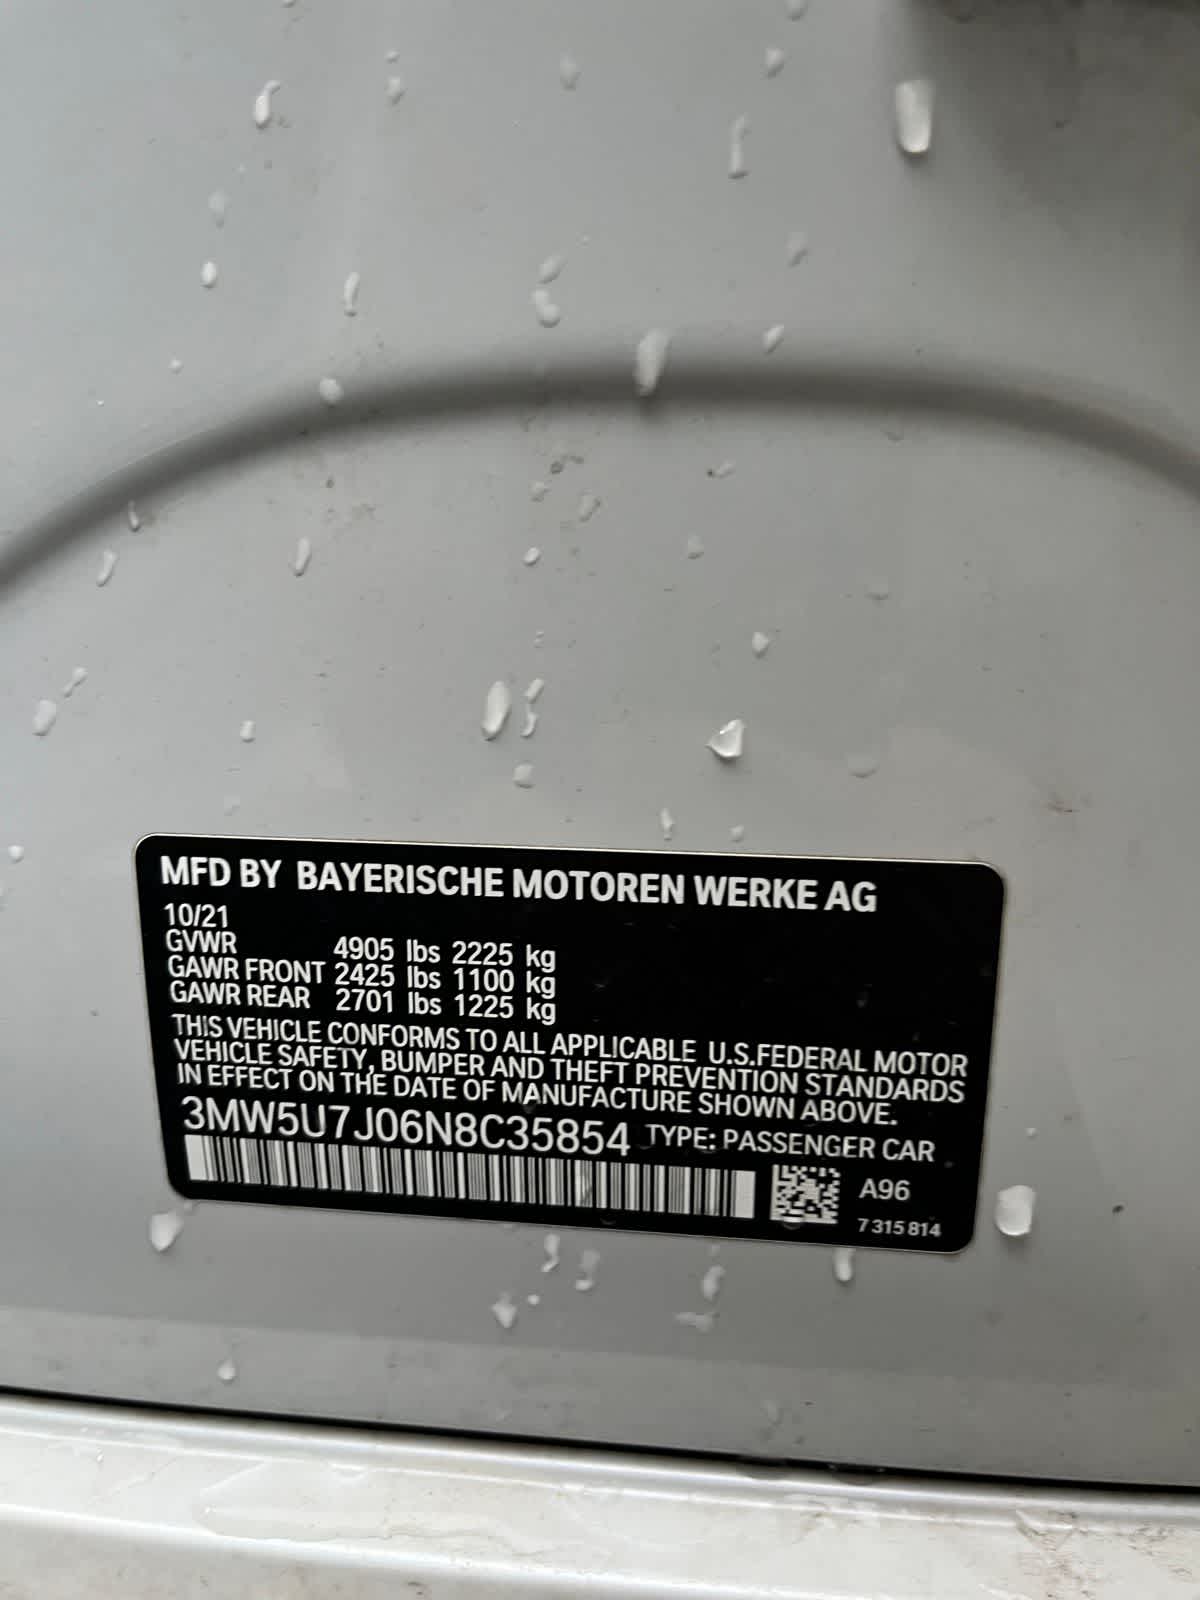 MFD BY BAYERISCHE MOTOREN WERKE AG
10/21
GVWR 4905 lbs 2225 kg
GAWR FRONT 2425 lbs 1100 kg
GAWR REAR 2701 lbs 1225 kg
THIS VEHICLE CONFORMS TO ALL APPLICABLE U.S.FEDERAL MOTOR
VEHICLE SAFETY, BUMPER AND THEFT PREVENTION STANDARDS
IN EFFECT ON THE DATE OF MANUFACTURE SHOWN ABOVE.
3MW5U7J06N8C35854 TYPE: PASSENGER CAR
A96
7 315 814